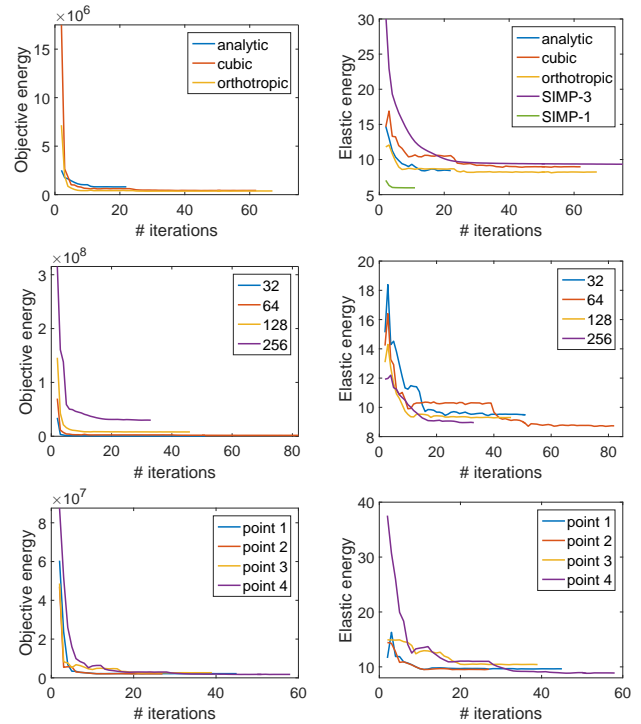 ×10^6
15
10
5
0
0
20
40
60
80
Objective energy
# iterations
analytic
cubic
orthotropic
30
25
20
15
10
5
0
20
40
60
80
Elastic energy
# iterations
analytic
cubic
orthotropic
SIMP-3
SIMP-1
×10^8
3
2
1
0
0
20
40
60
80
Objective energy
# iterations
32
64
128
256
20
18
16
14
12
10
8
0
20
40
60
80
Elastic energy
# iterations
32
64
128
256
×10^7
8
6
4
2
0
0
20
40
60
Objective energy
# iterations
point 1
point 2
point 3
point 4
40
30
20
10
0
20
40
60
Elastic energy
# iterations
point 1
point 2
point 3
point 4